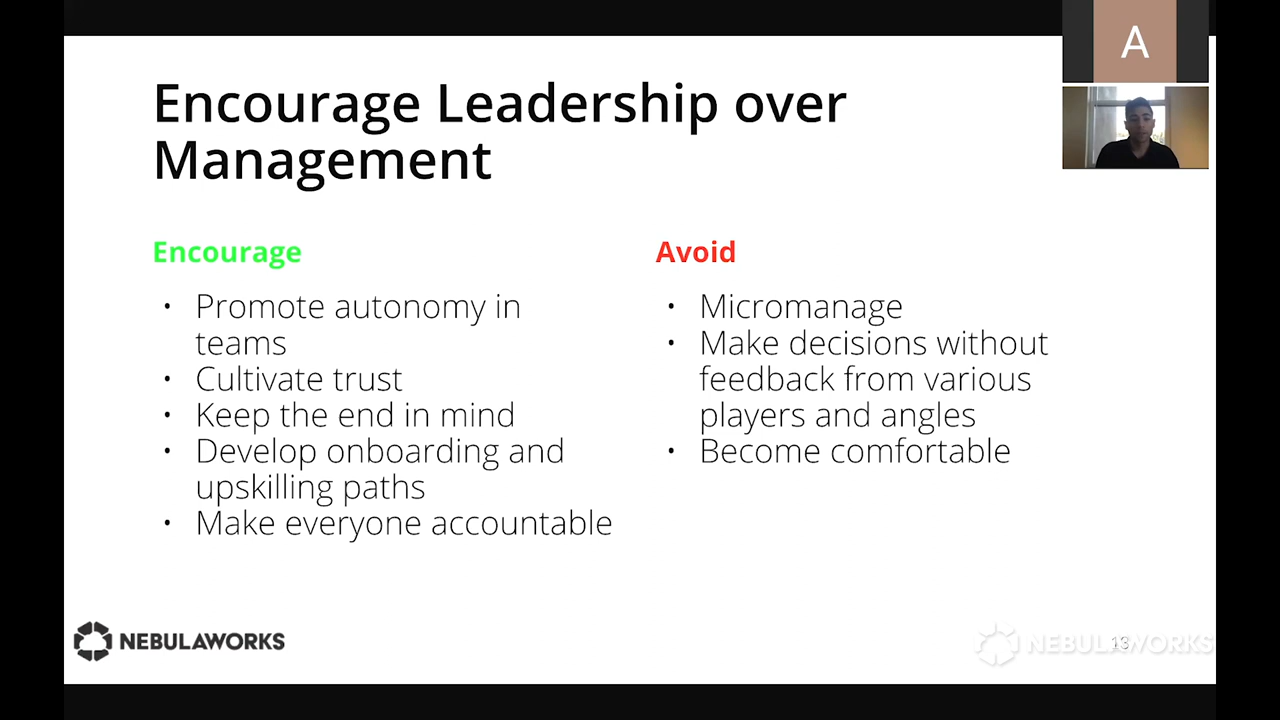 A
Encourage Leadership over
Management
Encourage
• Promote autonomy in
teams
• Cultivate trust
• Keep the end in mind
• Develop onboarding and
upskilling paths
• Make everyone accountable
Avoid
• Micromanage
• Make decisions without
feedback from various
players and angles
• Become comfortable
NEBULAWORKS
13
NEBULAWORKS